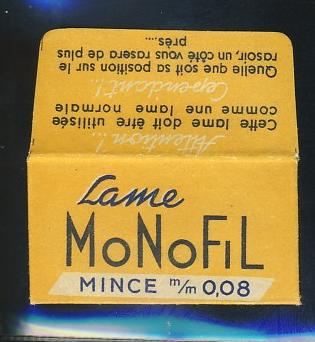 Attention!..
Cette lame doit être utilisée
comme une lame normale
Cependant!..
Quelle que soit sa position sur le
rasoir, un côté vous rasera de plus
près....
Lame
MoNoFiL
MINCE m/m 0,08